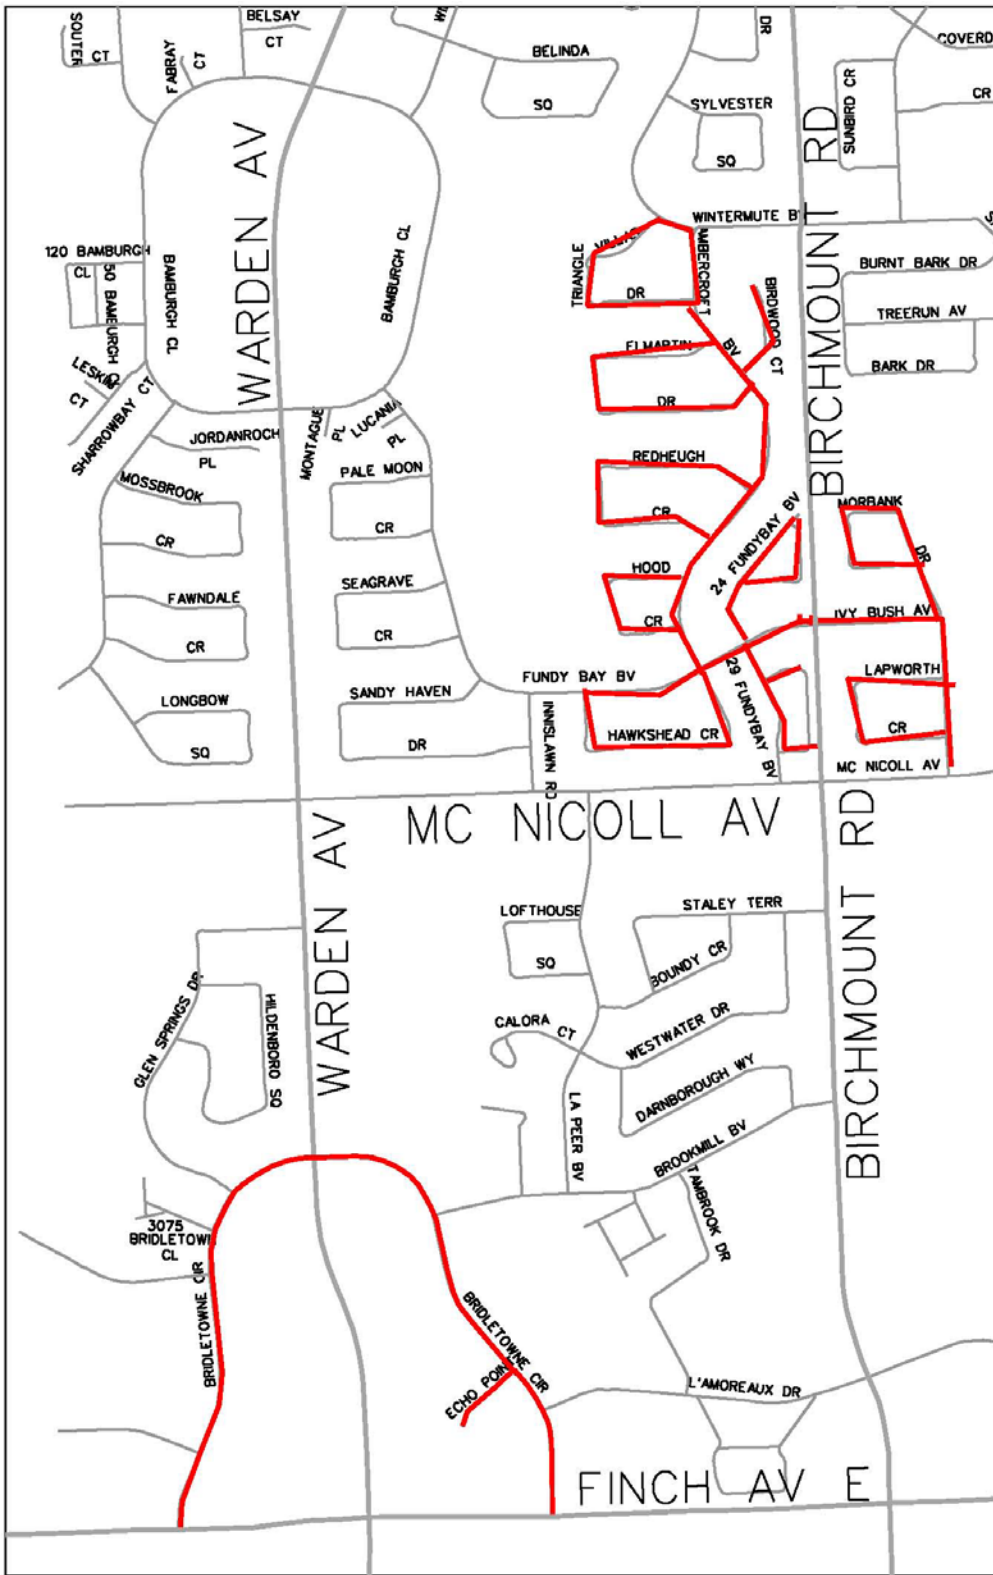 BELSAY
CT
SOUTER
CT
FABRAY
CT
BELINDA
SQ
DR
COVERD
CR
SUNBIRD CR
SYLVESTER
SQ
WARDEN AV
BIRCHMOUNT RD
WINTERMUTE B
120 BAMBURGH
CL
50 BAMBURGH CL
BAMBURGH CL
BAMBURGH CL
TRIANGLE
DR
AMBERCROFT
BV
BIRDWOOD CT
BURNT BARK DR
TREERUN AV
BARK DR
ELMARTIN
DR
LESKIN
CT
SHARROWBAY CT
JORDANROCH
PL
MONTAGUE
PL
LUCANIA
PL
MOSSBROOK
CR
PALE MOON
CR
REDHEUGH
CR
24 FUNDYBAY BV
MORBANK
DR
FAWNDALE
CR
SEAGRAVE
CR
HOOD
CR
IVY BUSH AV
LONGBOW
SQ
SANDY HAVEN
DR
FUNDY BAY BV
INNISLAWN RD
HAWKSHEAD CR
29 FUNDYBAY BV
LAPWORTH
CR
MC NICOLL AV
MC NICOLL AV
WARDEN AV
BIRCHMOUNT RD
LOFTHOUSE
SQ
STALEY TERR
BOUNDY CR
GLEN SPRINGS DR
HILDENBORO SQ
CALORA CT
WESTWATER DR
DARNBOROUGH WY
LA PEER BV
BROOKMILL BV
TAMBROOK DR
3075
BRIDLETOWN
CL
BRIDLETOWNE CIR
BRIDLETOWNE CIR
ECHO POINT
L'AMOREAUX DR
FINCH AV E